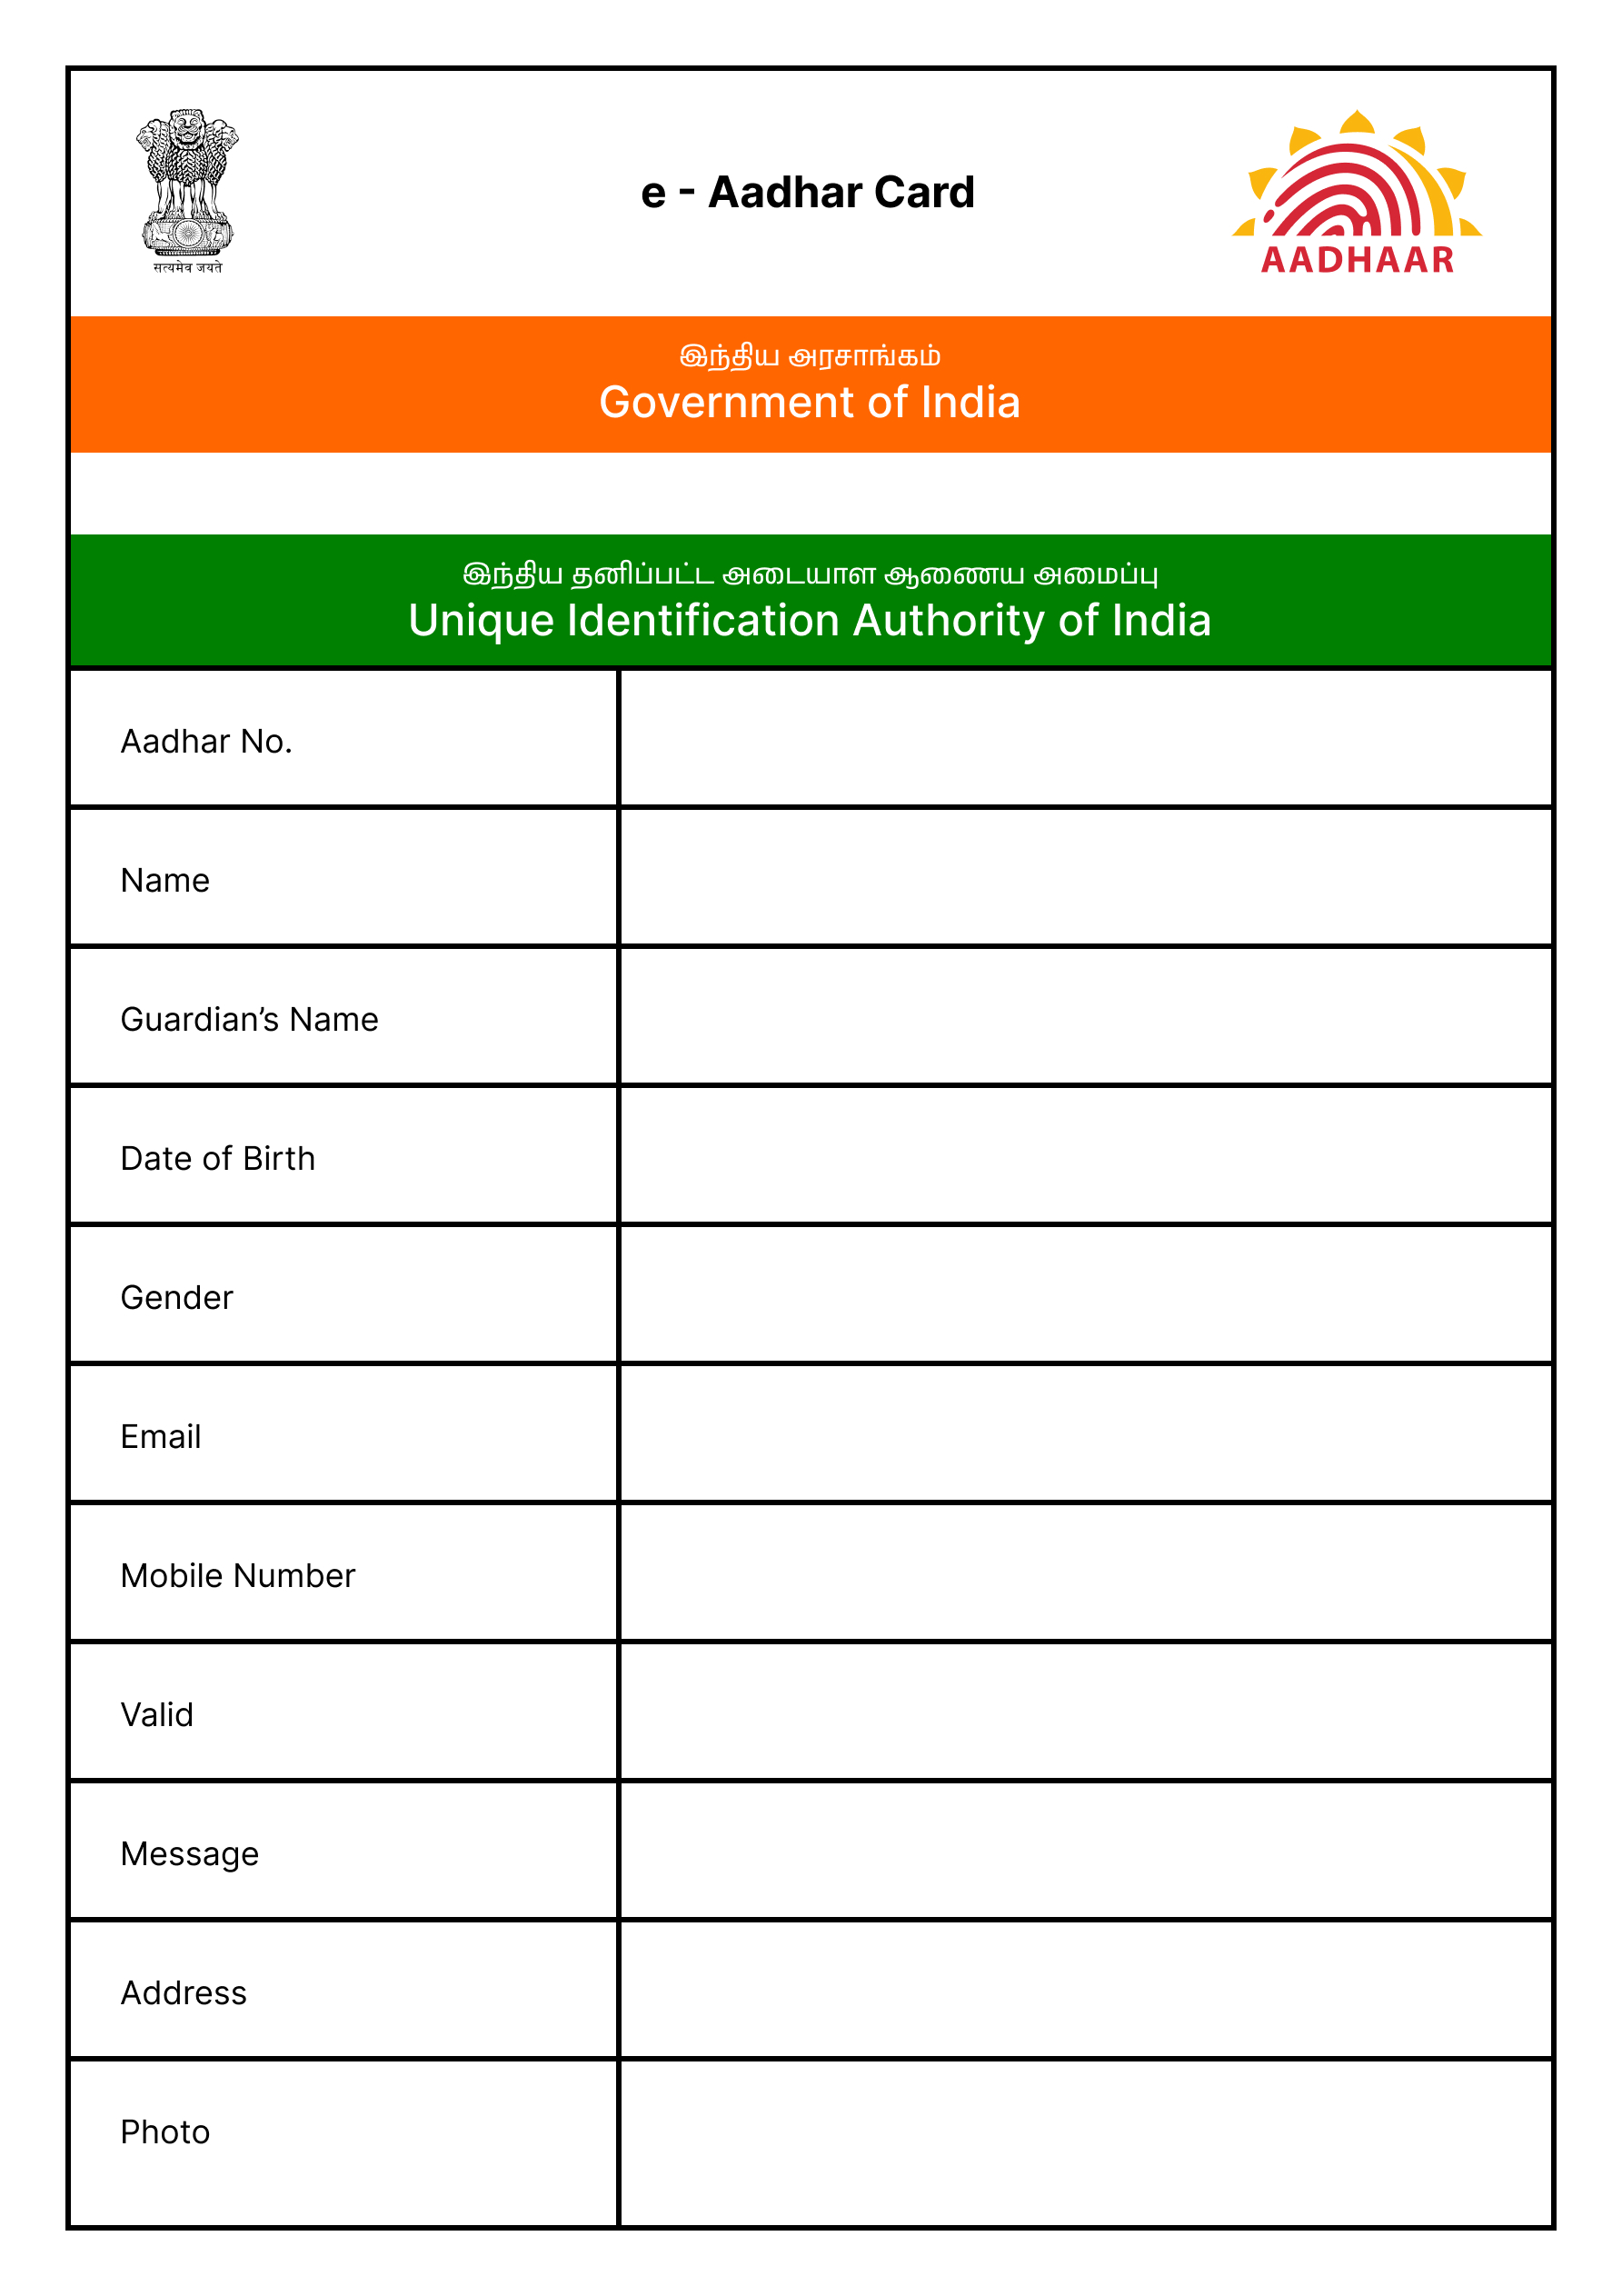 सत्यमेव जयते
e - Aadhar Card
AADHAAR
இந்திய அரசாங்கம்
Government of India
இந்திய தனிப்பட்ட அடையாள ஆணைய அமைப்பு
Unique Identification Authority of India
Aadhar No.
Name
Guardian’s Name
Date of Birth
Gender
Email
Mobile Number
Valid
Message
Address
Photo